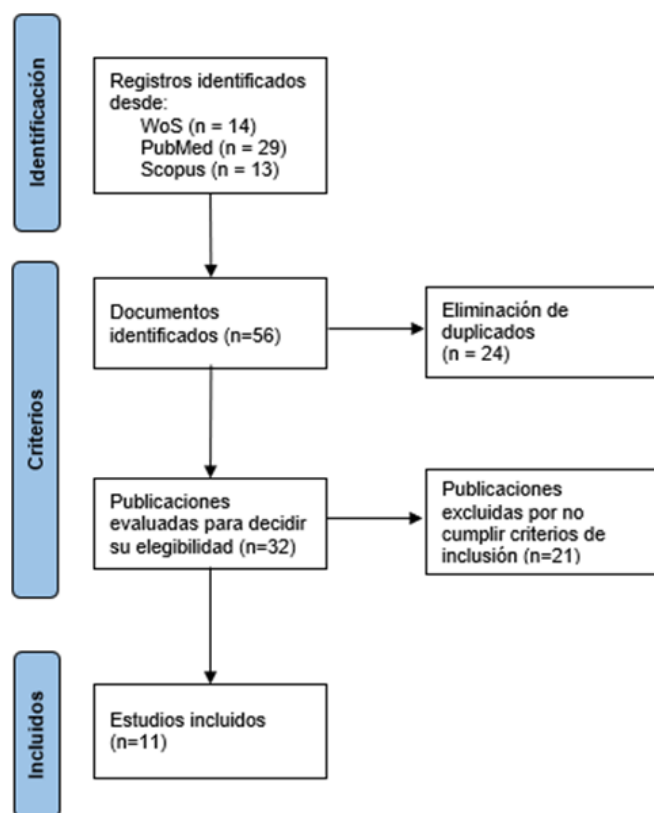 Identificación
Registros identificados
desde:
WoS (n = 14)
PubMed (n = 29)
Scopus (n = 13)
Criterios
Documentos
identificados (n=56)
Eliminación de
duplicados
(n = 24)
Publicaciones
evaluadas para decidir
su elegibilidad (n=32)
Publicaciones
excluidas por no
cumplir criterios de
inclusión (n=21)
Incluidos
Estudios incluidos
(n=11)